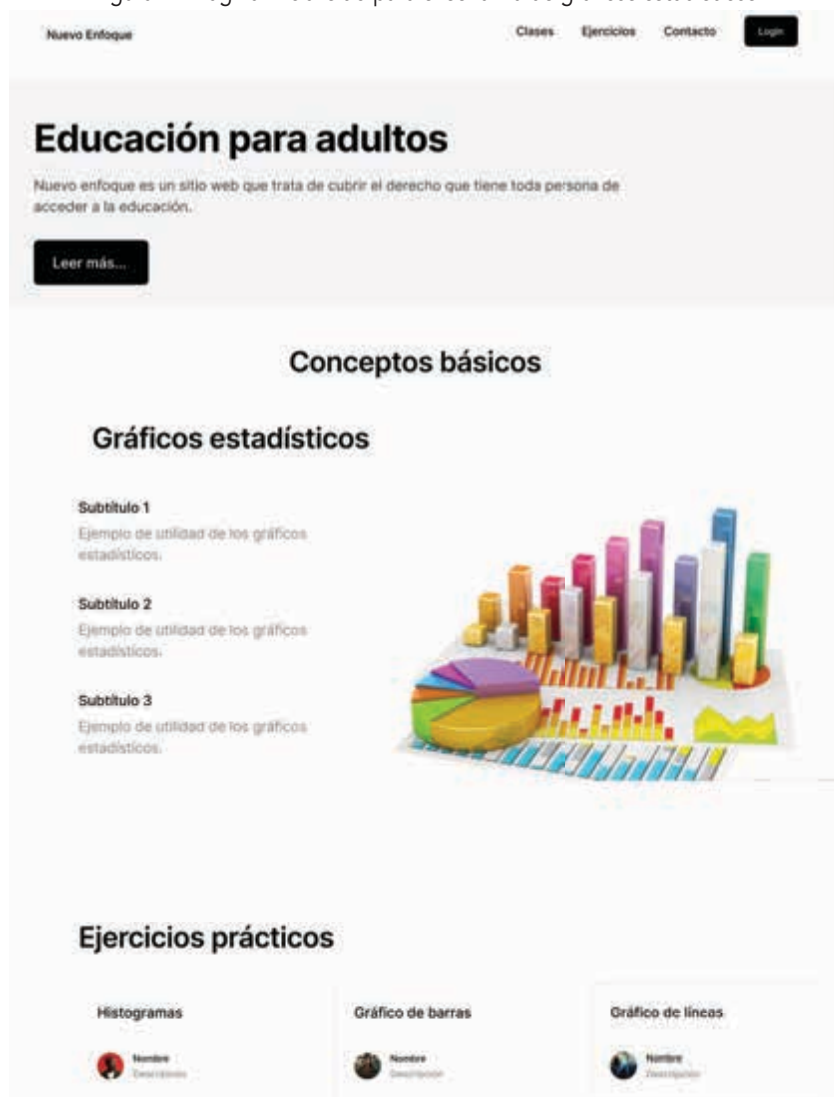 Nuevo Enfoque
Clases Ejercicios Contacto Login
Educación para adultos
Nuevo enfoque es un sitio web que trata de cubrir el derecho que tiene toda persona de
acceder a la educación.
Leer más...
Conceptos básicos
Gráficos estadísticos
Subtítulo 1
Ejemplo de utilidad de los gráficos
estadísticos.
Subtítulo 2
Ejemplo de utilidad de los gráficos
estadísticos.
Subtítulo 3
Ejemplo de utilidad de los gráficos
estadísticos.
Ejercicios prácticos
Histogramas
Nombre
Descripción
Gráfico de barras
Nombre
Descripción
Gráfico de líneas
Nombre
Descripción